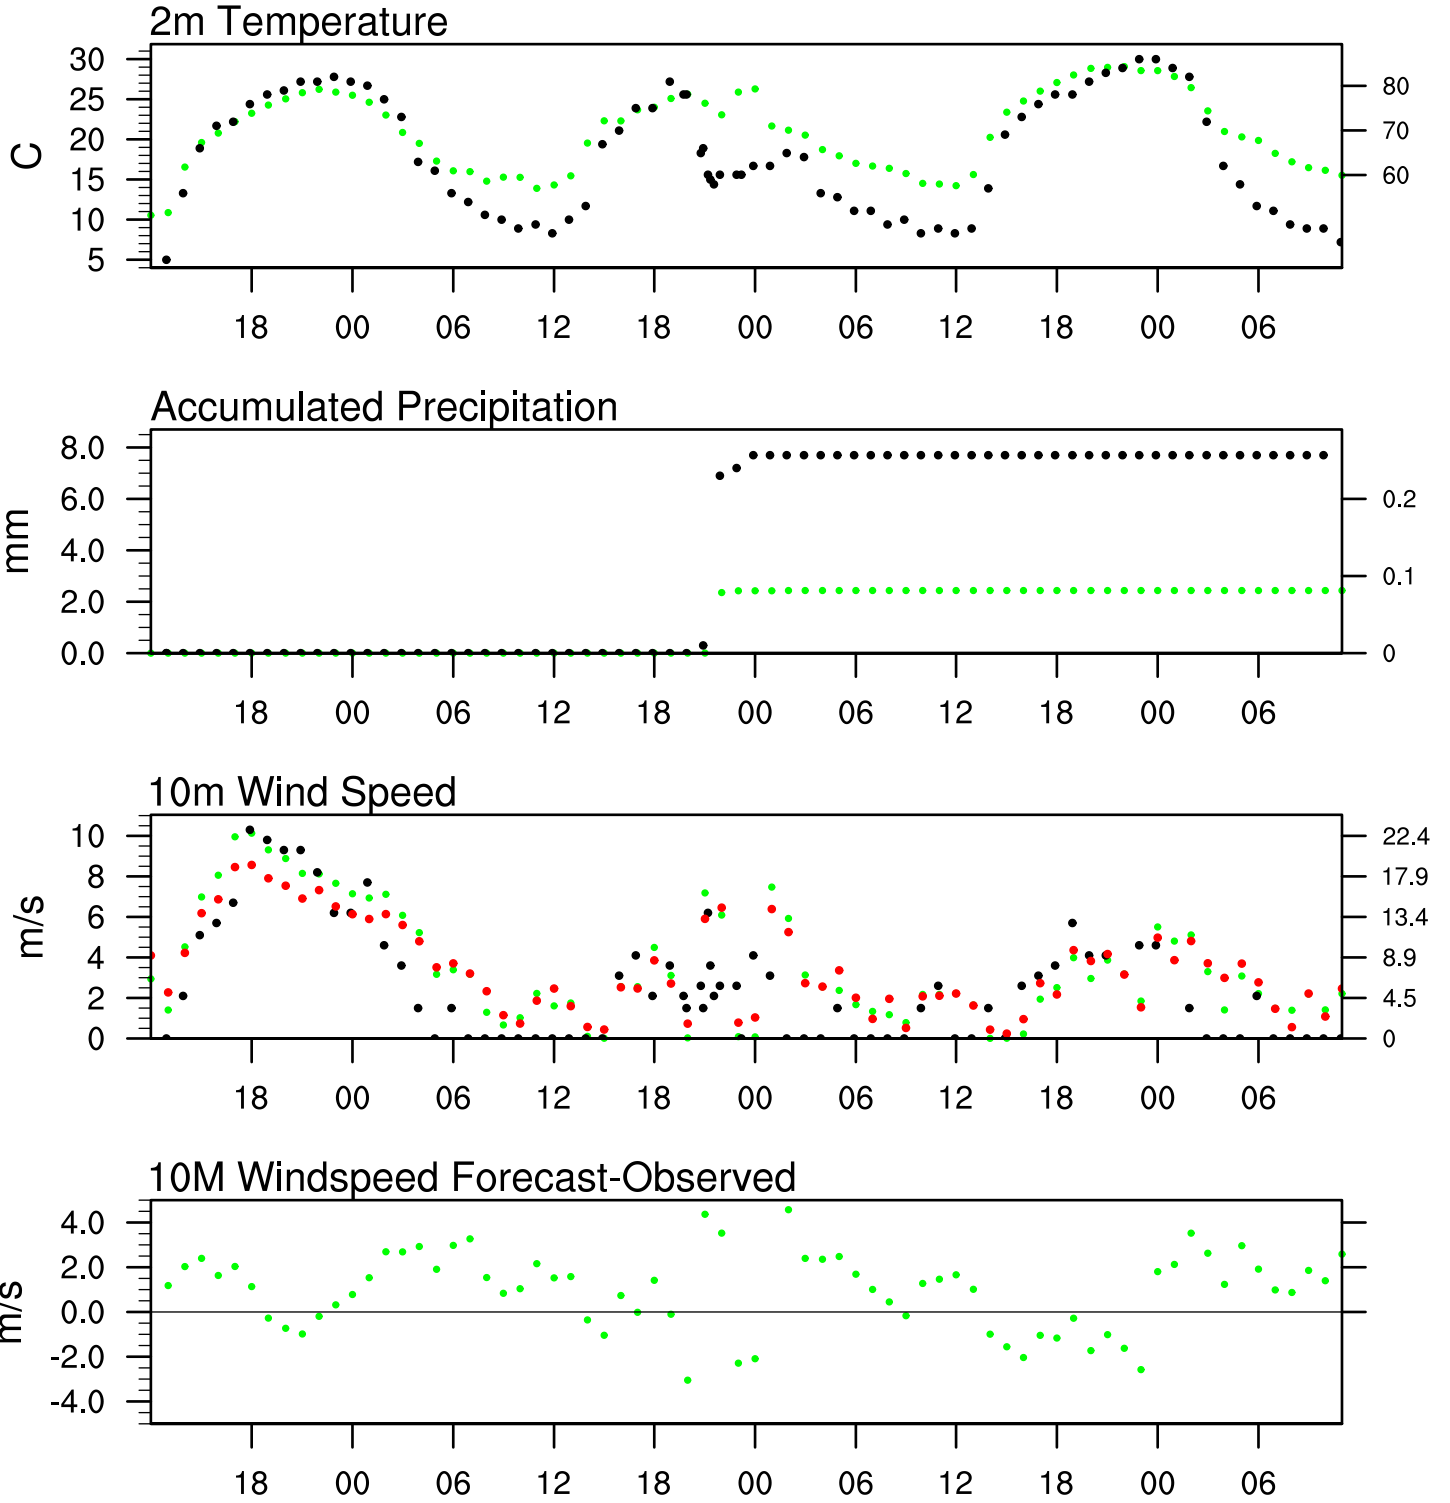 2m Temperature
30
25
20
15
10
5
C
80
70
60
18 00 06 12 18 00 06 12 18 00 06
Accumulated Precipitation
8.0
6.0
4.0
2.0
0.0
mm
0.2
0.1
0
18 00 06 12 18 00 06 12 18 00 06
10m Wind Speed
10
8
6
4
2
0
m/s
22.4
17.9
13.4
8.9
4.5
0
18 00 06 12 18 00 06 12 18 00 06
10M Windspeed Forecast-Observed
4.0
2.0
0.0
-2.0
-4.0
m/s
18 00 06 12 18 00 06 12 18 00 06